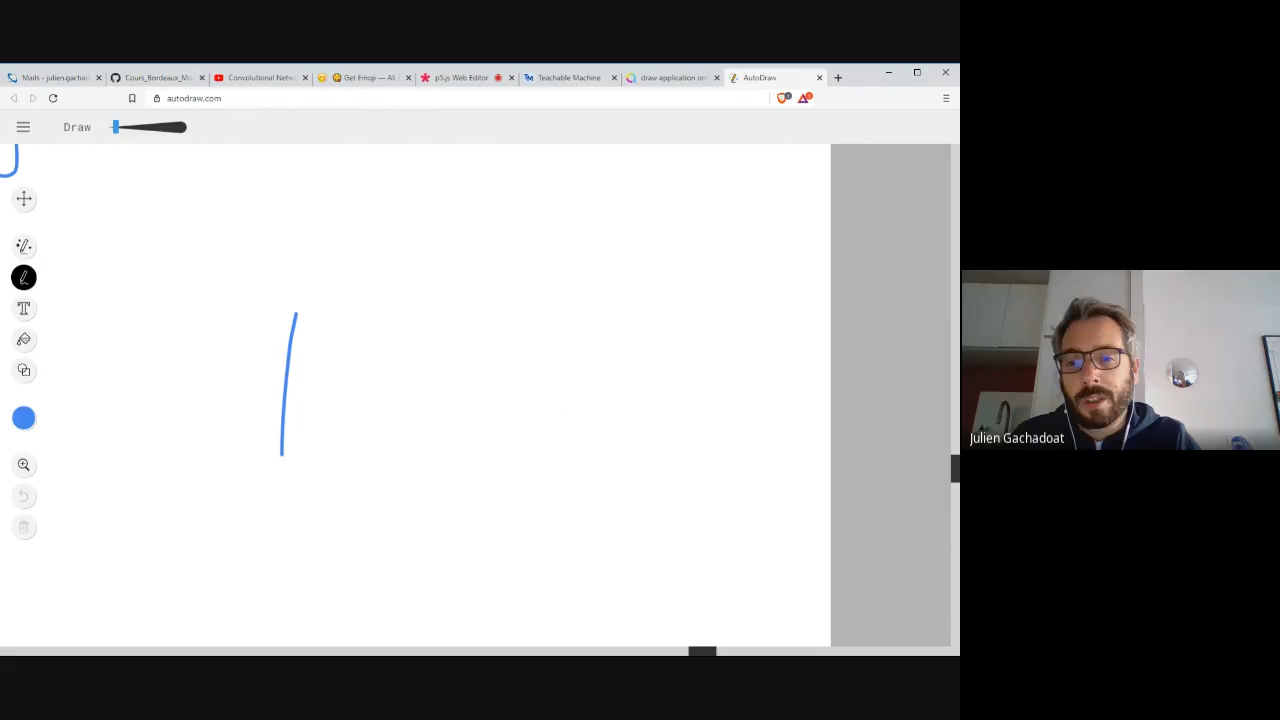 Mails - julien.gachad
Cours_Bordeaux_Mo
Convolutional Netw
Get Emoji — All
p5.js Web Editor
Teachable Machine
draw application onl
AutoDraw
autodraw.com
Draw
T
Julien Gachadoat